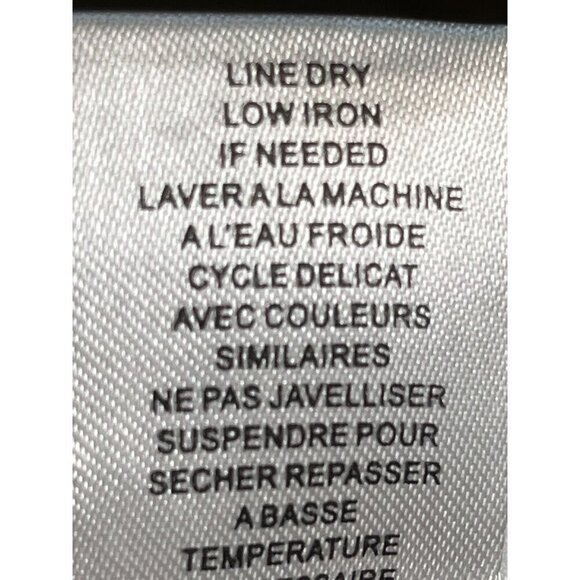 LINE DRY
LOW IRON
IF NEEDED
LAVER A LA MACHINE
A L'EAU FROIDE
CYCLE DELICAT
AVEC COULEURS
SIMILAIRES
NE PAS JAVELLISER
SUSPENDRE POUR
SECHER REPASSER
A BASSE
TEMPERATURE